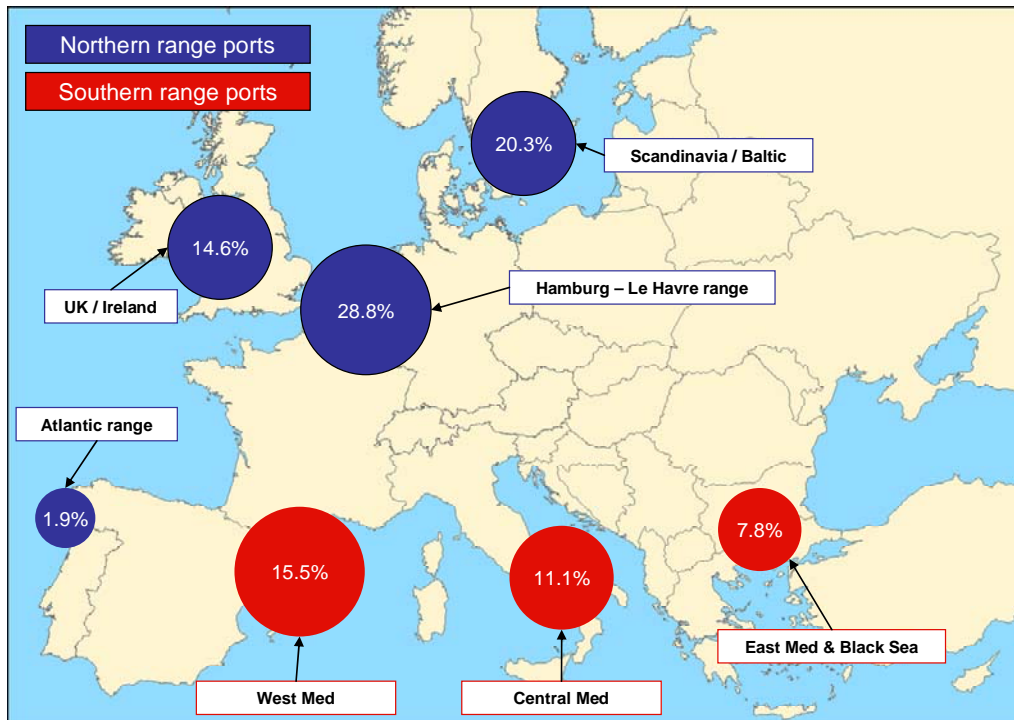 Northern range ports
Southern range ports
20.3%
Scandinavia / Baltic
14.6%
UK / Ireland
28.8%
Hamburg – Le Havre range
Atlantic range
1.9%
15.5%
11.1%
7.8%
East Med & Black Sea
West Med
Central Med